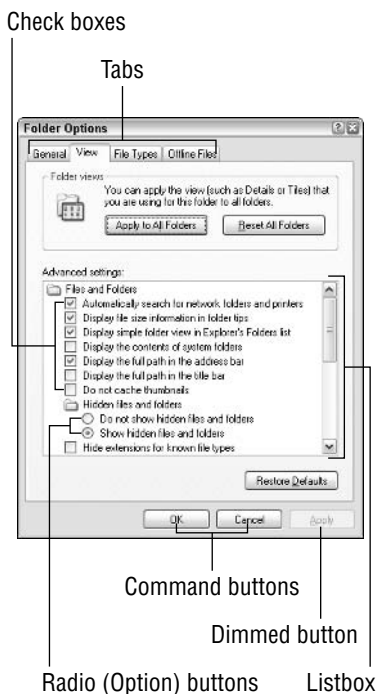 Check boxes
Tabs
Folder Options
General View File Types Offline Files
Folder views
You can apply the view (such as Details or Tiles) that
you are using for this folder to all folders.
Apply to All Folders Reset All Folders
Advanced settings:
Files and Folders
Automatically search for network folders and printers
Display file size information in folder tips
Display simple folder view in Explorer's Folders list
Display the contents of system folders
Display the full path in the address bar
Display the full path in the title bar
Do not cache thumbnails
Hidden files and folders
Do not show hidden files and folders
Show hidden files and folders
Hide extensions for known file types
Restore Defaults
OK Cancel Apply
Command buttons
Dimmed button
Radio (Option) buttons Listbox